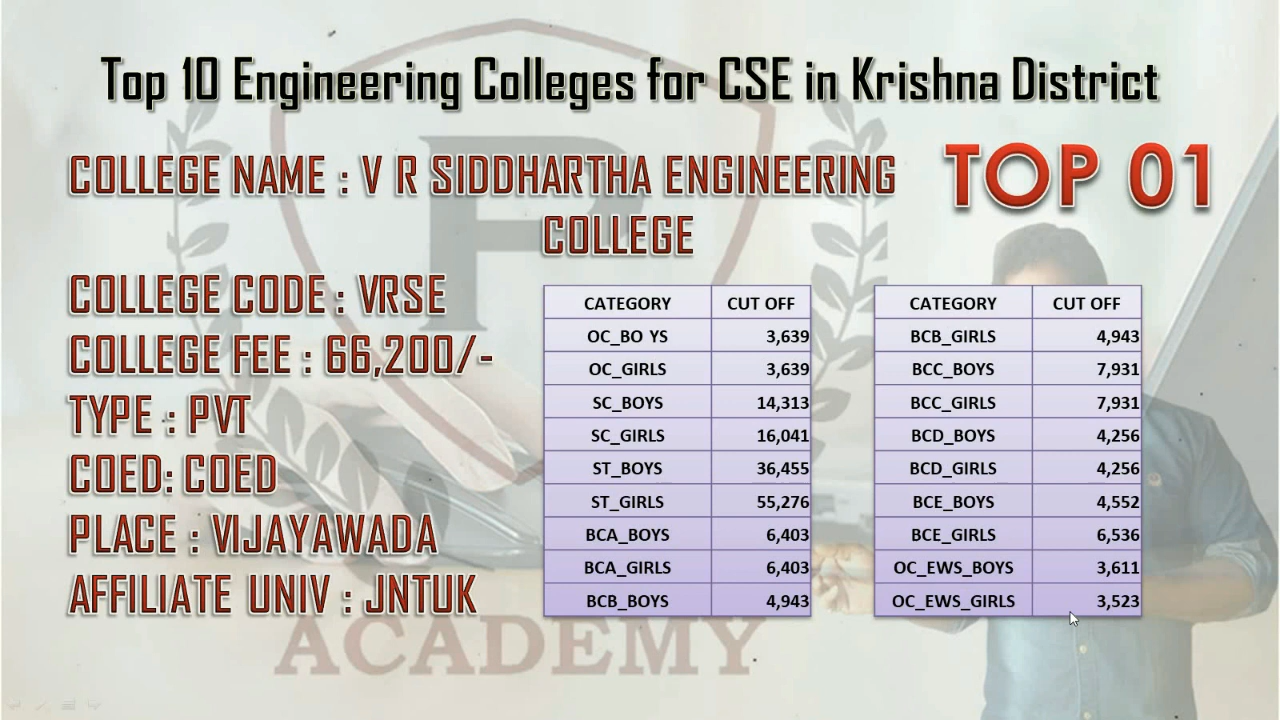 Top 10 Engineering Colleges for CSE in Krishna District
TOP 01
COLLEGE NAME : V R SIDDHARTHA ENGINEERING
COLLEGE
COLLEGE CODE : VRSE
COLLEGE FEE : 66,200/-
TYPE : PVT
COED: COED
PLACE : VIJAYAWADA
AFFILIATE UNIV : JNTUK
CATEGORY CUT OFF
OC_BO YS 3,639
OC_GIRLS 3,639
SC_BOYS 14,313
SC_GIRLS 16,041
ST_BOYS 36,455
ST_GIRLS 55,276
BCA_BOYS 6,403
BCA_GIRLS 6,403
BCB_BOYS 4,943
CATEGORY CUT OFF
BCB_GIRLS 4,943
BCC_BOYS 7,931
BCC_GIRLS 7,931
BCD_BOYS 4,256
BCD_GIRLS 4,256
BCE_BOYS 4,552
BCE_GIRLS 6,536
OC_EWS_BOYS 3,611
OC_EWS_GIRLS 3,523
ACADEMY